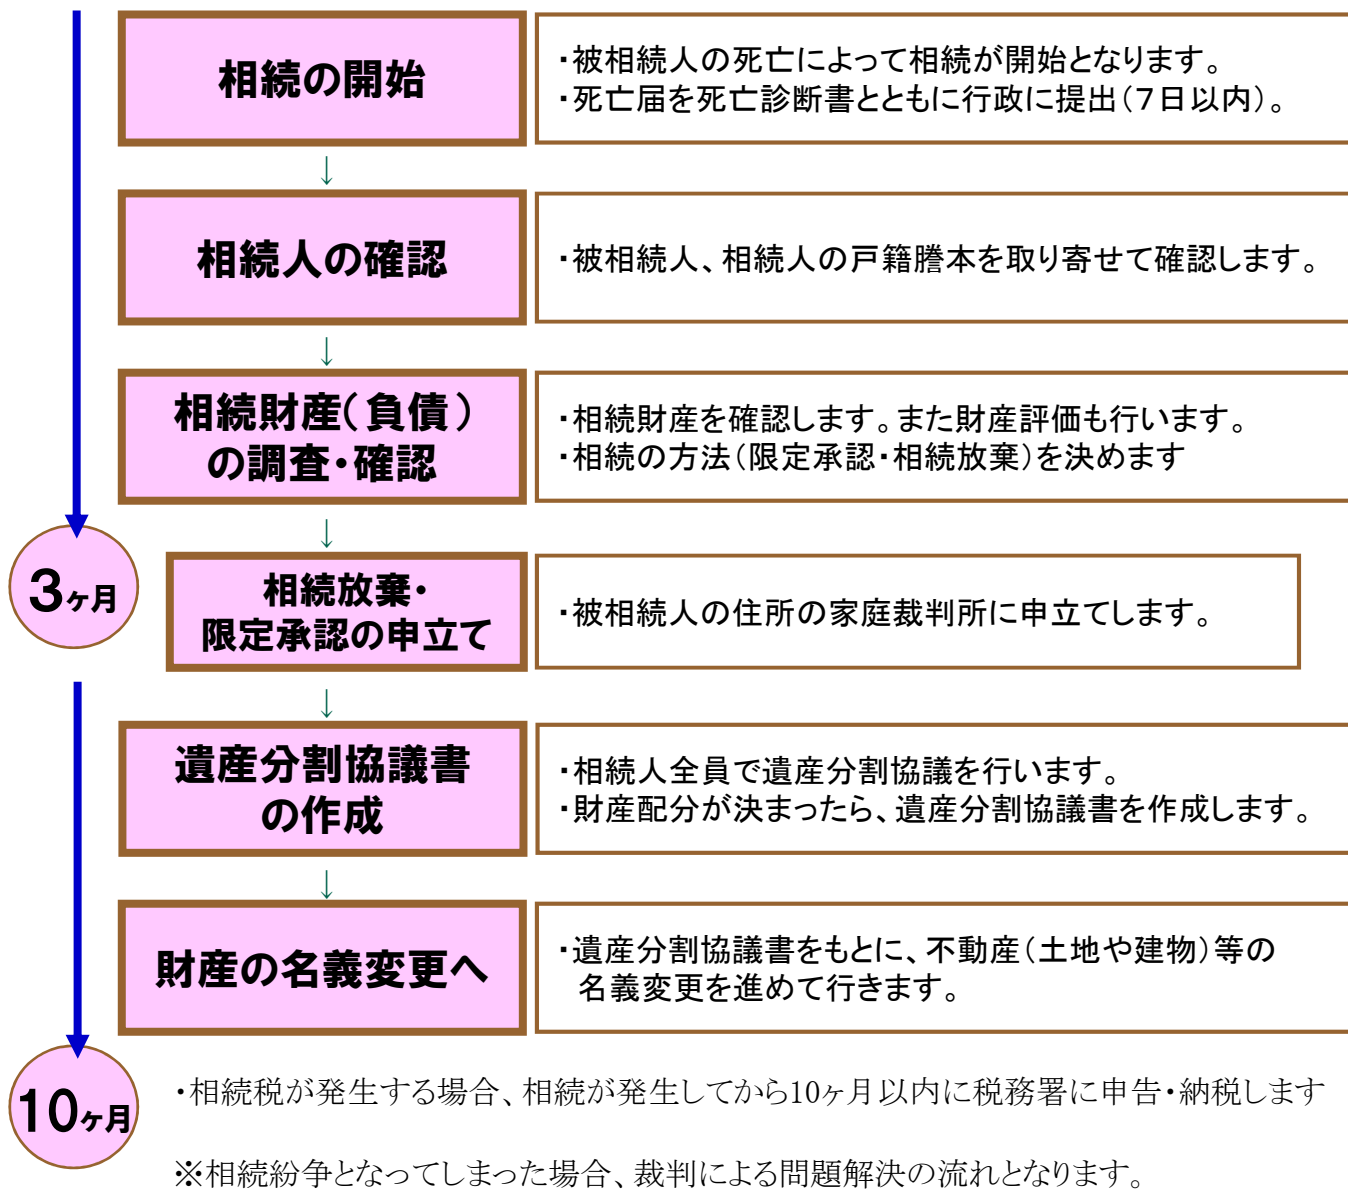 相続の開始
・被相続人の死亡によって相続が開始となります。
・死亡届を死亡診断書とともに行政に提出（７日以内）。
↓
相続人の確認
・被相続人、相続人の戸籍謄本を取り寄せて確認します。
↓
相続財産（負債）
の調査・確認
・相続財産を確認します。また財産評価も行います。
・相続の方法（限定承認・相続放棄）を決めます
↓
3ヶ月
相続放棄・
限定承認の申立て
・被相続人の住所の家庭裁判所に申立てします。
↓
遺産分割協議書
の作成
・相続人全員で遺産分割協議を行います。
・財産配分が決まったら、遺産分割協議書を作成します。
↓
財産の名義変更へ
・遺産分割協議書をもとに、不動産（土地や建物）等の
名義変更を進めて行きます。
10ヶ月
・相続税が発生する場合、相続が発生してから10ヶ月以内に税務署に申告・納税します
※相続紛争となってしまった場合、裁判による問題解決の流れとなります。